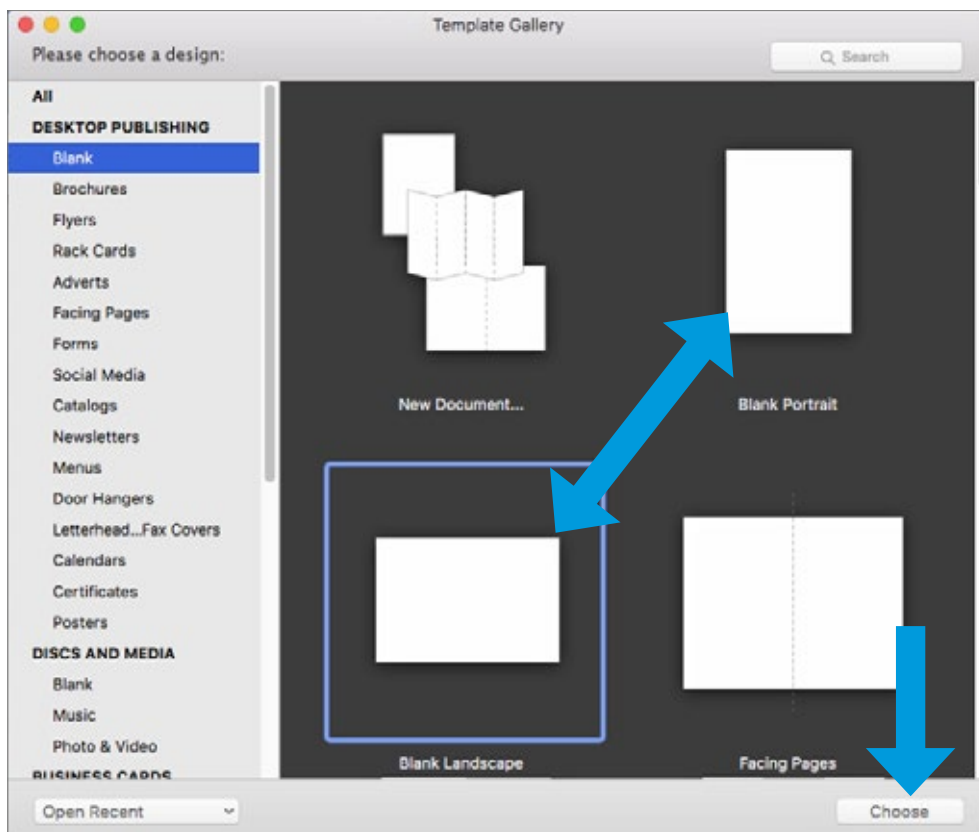 Template Gallery
Please choose a design:
Search
All
DESKTOP PUBLISHING
Blank
Brochures
Flyers
Rack Cards
Adverts
Facing Pages
Forms
Social Media
Catalogs
Newsletters
Menus
Door Hangers
Letterhead...Fax Covers
Calendars
Certificates
Posters
DISCS AND MEDIA
Blank
Music
Photo & Video
BUSINESS CARDS
New Document...
Blank Portrait
Blank Landscape
Facing Pages
Open Recent
Choose